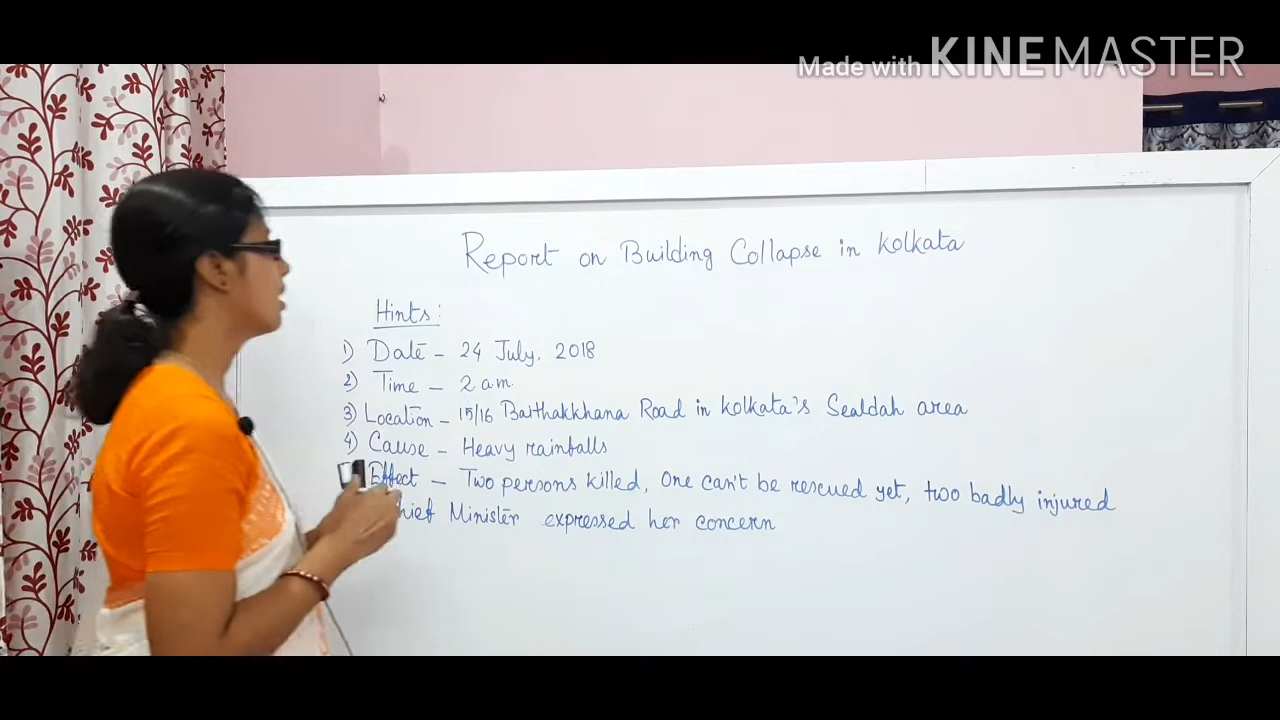 Made with KINEMASTER
Report on Building Collapse in Kolkata
Hints:
1) Date - 24 July, 2018
2) Time - 2 am.
3) Location - 15/16 Baithakkhana Road in Kolkata's Sealdah area
4) Cause - Heavy rainfalls
Effect - Two persons killed, One can't be rescued yet, two badly injured
Minister expressed her concern